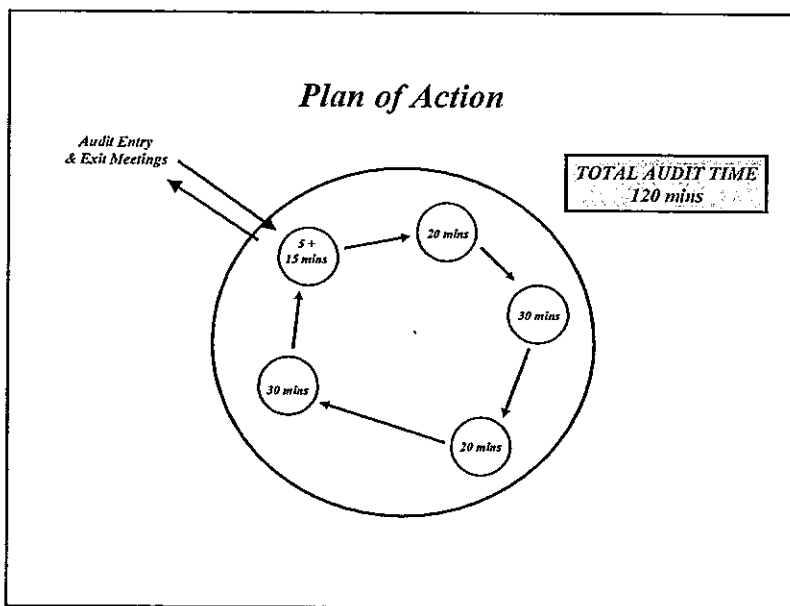 Plan of Action
Audit Entry
& Exit Meetings
TOTAL AUDIT TIME
120 mins
5 +
15 mins
20 mins
30 mins
20 mins
30 mins